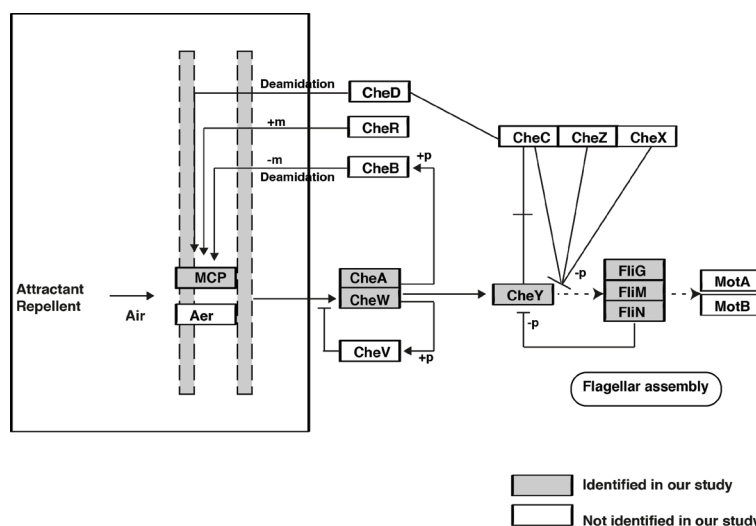 Deamidation
CheD
+m
CheR
CheC
CheZ
CheX
-m
Deamidation
CheB
+p
Attractant
Repellent
Air
MCP
Aer
CheA
CheW
CheV
+p
CheY
-p
-p
FliG
FliM
FliN
MotA
MotB
Flagellar assembly
Identified in our study
Not identified in our study